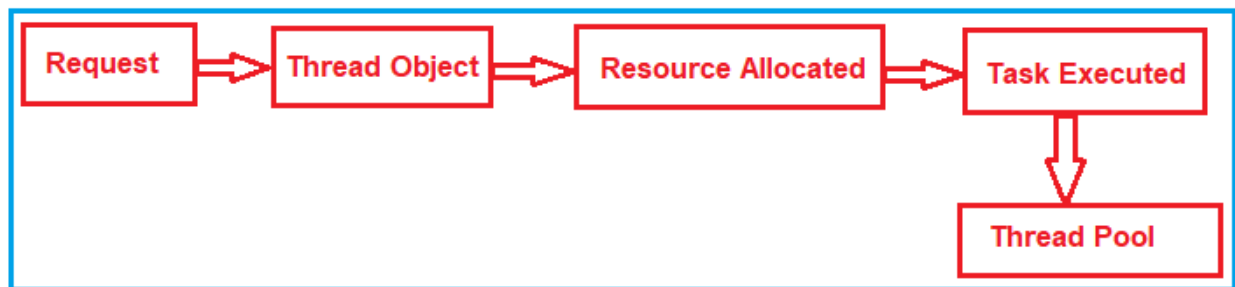 Request
Thread Object
Resource Allocated
Task Executed
Thread Pool